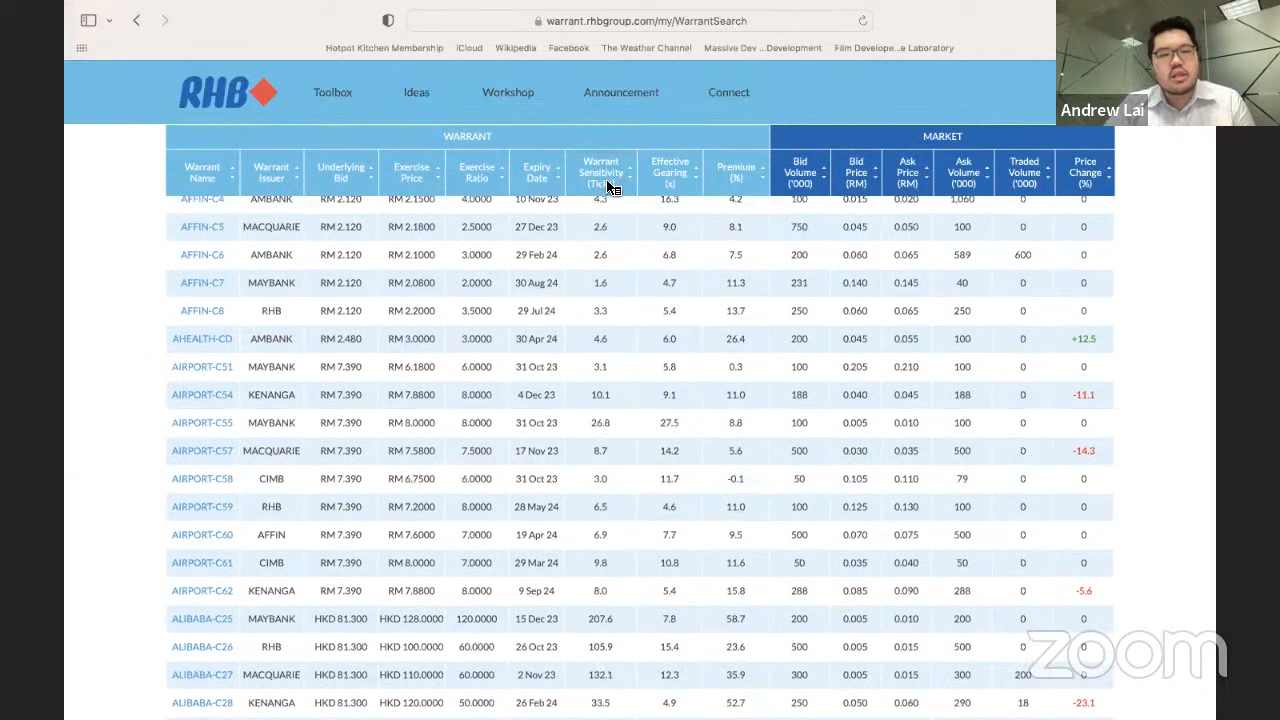 warrant.rhbgroup.com/my/WarrantSearch
Hotpot Kitchen Membership iCloud Wikipedia Facebook The Weather Channel Massive Dev ...Development Film Develope...e Laboratory
Andrew Lai
RHB Toolbox Ideas Workshop Announcement Connect
WARRANT MARKET
Warrant Name Warrant Issuer Underlying Bid Exercise Price Exercise Ratio Expiry Date Warrant Sensitivity Effective Gearing (x) Premium (%) Bid Volume ('000) Bid Price (RM) Ask Price (RM) Ask Volume ('000) Traded Volume ('000) Price Change (%)
AFFIN-C4 AMBANK RM 2.120 RM 2.1500 4.0000 10 Nov 23 4.3 16.3 4.2 100 0.015 0.020 1,060 0 0
AFFIN-C5 MACQUARIE RM 2.120 RM 2.1800 2.5000 27 Dec 23 2.6 9.0 8.1 750 0.045 0.050 100 0 0
AFFIN-C6 AMBANK RM 2.120 RM 2.1000 3.0000 29 Feb 24 2.6 6.8 7.5 200 0.060 0.065 589 600 0
AFFIN-C7 MAYBANK RM 2.120 RM 2.0800 2.0000 30 Aug 24 1.6 4.7 11.3 231 0.140 0.145 40 0 0
AFFIN-C8 RHB RM 2.120 RM 2.2000 3.5000 29 Jul 24 3.3 5.4 13.7 250 0.060 0.065 250 0 0
AHEALTH-CD AMBANK RM 2.480 RM 3.0000 3.0000 30 Apr 24 4.6 6.0 26.4 200 0.045 0.055 100 0 +12.5
AIRPORT-C51 MAYBANK RM 7.390 RM 6.1800 6.0000 31 Oct 23 3.1 5.8 0.3 100 0.205 0.210 100 0 0
AIRPORT-C54 KENANGA RM 7.390 RM 7.8800 8.0000 4 Dec 23 10.1 9.1 11.0 188 0.040 0.045 188 0 -11.1
AIRPORT-C55 MAYBANK RM 7.390 RM 8.0000 8.0000 31 Oct 23 26.8 27.5 8.8 100 0.005 0.010 100 0 0
AIRPORT-C57 MACQUARIE RM 7.390 RM 7.5800 7.5000 17 Nov 23 8.7 14.2 5.6 500 0.030 0.035 500 0 -14.3
AIRPORT-C58 CIMB RM 7.390 RM 6.7500 6.0000 31 Oct 23 3.0 11.7 -0.1 50 0.105 0.110 79 0 0
AIRPORT-C59 RHB RM 7.390 RM 7.2000 8.0000 28 May 24 6.5 4.6 11.0 100 0.125 0.130 100 0 0
AIRPORT-C60 AFFIN RM 7.390 RM 7.6000 7.0000 19 Apr 24 6.9 7.7 9.5 500 0.070 0.075 500 0 0
AIRPORT-C61 CIMB RM 7.390 RM 8.0000 7.0000 29 Mar 24 9.8 10.8 11.6 50 0.035 0.040 50 0 0
AIRPORT-C62 KENANGA RM 7.390 RM 7.8800 8.0000 9 Sep 24 8.0 5.4 15.8 288 0.085 0.090 288 0 -5.6
ALIBABA-C25 MAYBANK HKD 81.300 HKD 128.0000 120.0000 15 Dec 23 207.6 7.8 58.7 200 0.005 0.010 200 0 0
ALIBABA-C26 RHB HKD 81.300 HKD 100.0000 60.0000 26 Oct 23 105.9 15.4 23.6 500 0.005 0.015 500 0 0
ALIBABA-C27 MACQUARIE HKD 81.300 HKD 110.0000 60.0000 2 Nov 23 132.1 12.3 35.9 300 0.005 0.015 300 200 0
ALIBABA-C28 KENANGA HKD 81.300 HKD 120.0000 50.0000 26 Feb 24 33.5 4.9 52.7 250 0.050 0.060 290 18 -23.1
zoom